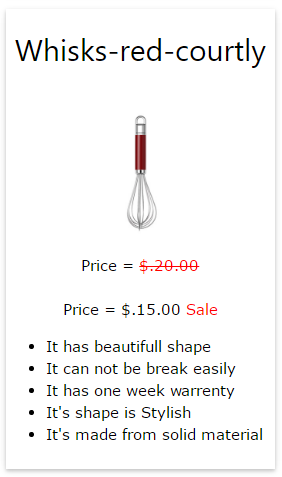 Whisks-red-courtly
Price = $.20.00
Price = $.15.00 Sale
It has beautifull shape
It can not be break easily
It has one week warrenty
It's shape is Stylish
It's made from solid material